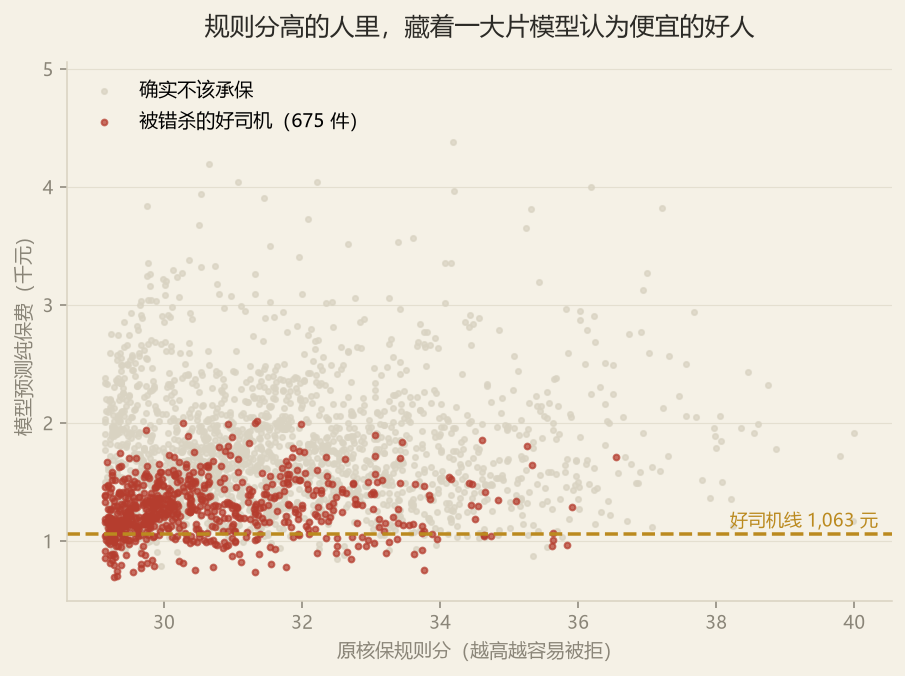 规则分高的人里，藏着一大片模型认为便宜的好人
确实不该承保
被错杀的好司机（675 件）
模型预测纯保费（千元）
5
4
3
2
1
好司机线 1,063 元
30
32
34
36
38
40
原核保规则分（越高越容易被拒）